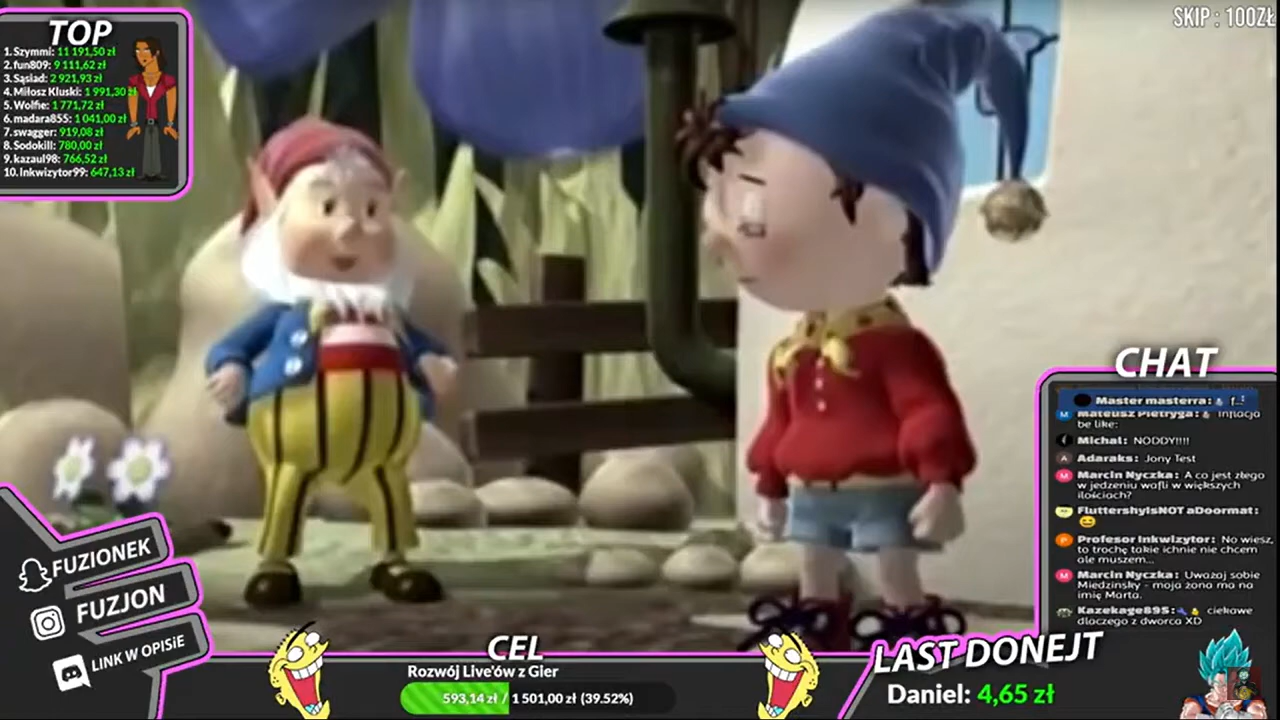 SKIP : 100ZŁ
TOP
1. Szymmi: 11 191,50 zł
2. fun809: 9 111,62 zł
3. Sąsiad: 2 921,93 zł
4. Miłosz Kluski: 1 991,30 zł
5. Wolfie: 1 771,72 zł
6. madara855: 1 041,00 zł
7. swagger: 919,08 zł
8. Sodokill: 780,00 zł
9. kazaul98: 766,52 zł
10. Inkwizytor99: 647,13 zł
CHAT
Master masterra: f...
Mateusz Pietryga: Inflacja
be like:
Michal: NODDY!!!!
Adaraks: Jony Test
Marcin Nyczka: A co jest złego
w jedzeniu wafli w większych
ilościach?
FluttershyIsNOTaDoormat:
Profesor Inkwizytor: No wiesz,
to trochę takie ichnie nie chcem
ale muszem...
Marcin Nyczka: Uważaj sobie
Miedzinsky - moja żona ma na
imię Marta.
Kazekage895: ciekawe
dlaczego z dworca XD
FUZIONEK
FUZJON
LINK W OPISiE
CEL
Rozwój Live'ów z Gier
593,14 zł / 1 501,00 zł (39.52%)
LAST DONEJT
Daniel: 4,65 zł